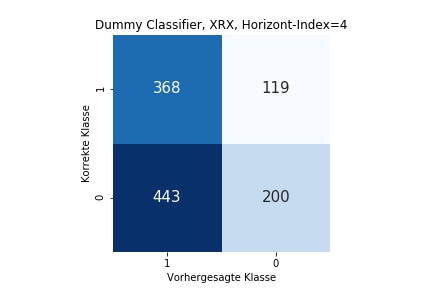 Dummy Classifier, XRX, Horizont-Index=4
Korrekte Klasse
1
368
119
0
443
200
1
0
Vorhergesagte Klasse